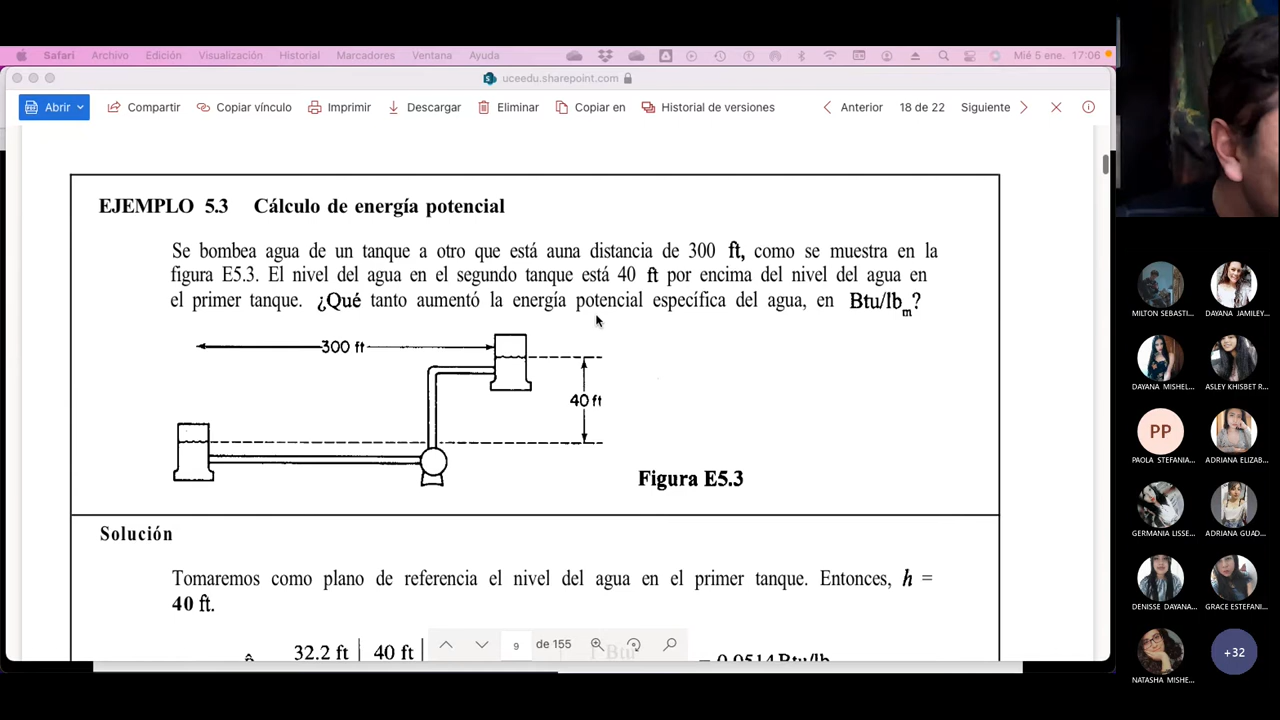 Safari Archivo Edición Visualización Historial Marcadores Ventana Ayuda Mié 5 ene. 17:06
uceedu.sharepoint.com
Abrir Compartir Copiar vínculo Imprimir Descargar Eliminar Copiar en Historial de versiones Anterior 18 de 22 Siguiente
EJEMPLO 5.3 Cálculo de energía potencial
Se bombea agua de un tanque a otro que está auna distancia de 300 ft, como se muestra en la
figura E5.3. El nivel del agua en el segundo tanque está 40 ft por encima del nivel del agua en
el primer tanque. ¿Qué tanto aumentó la energía potencial específica del agua, en Btu/lbm?
300 ft
40 ft
Figura E5.3
Solución
Tomaremos como plano de referencia el nivel del agua en el primer tanque. Entonces, h =
40 ft.
32.2 ft 40 ft 1 Btu = 0.0514 Btu/lb
9 de 155
MILTON SEBASTI... DAYANA JAMILEY...
DAYANA MISHEL... ASLEY KHISBET R...
PP
PAOLA STEFANIA... ADRIANA ELIZAB...
GERMANIA LISSE... ADRIANA GUAD...
DENISSE DAYANA... GRACE ESTEFANI...
+32
NATASHA MISHE...